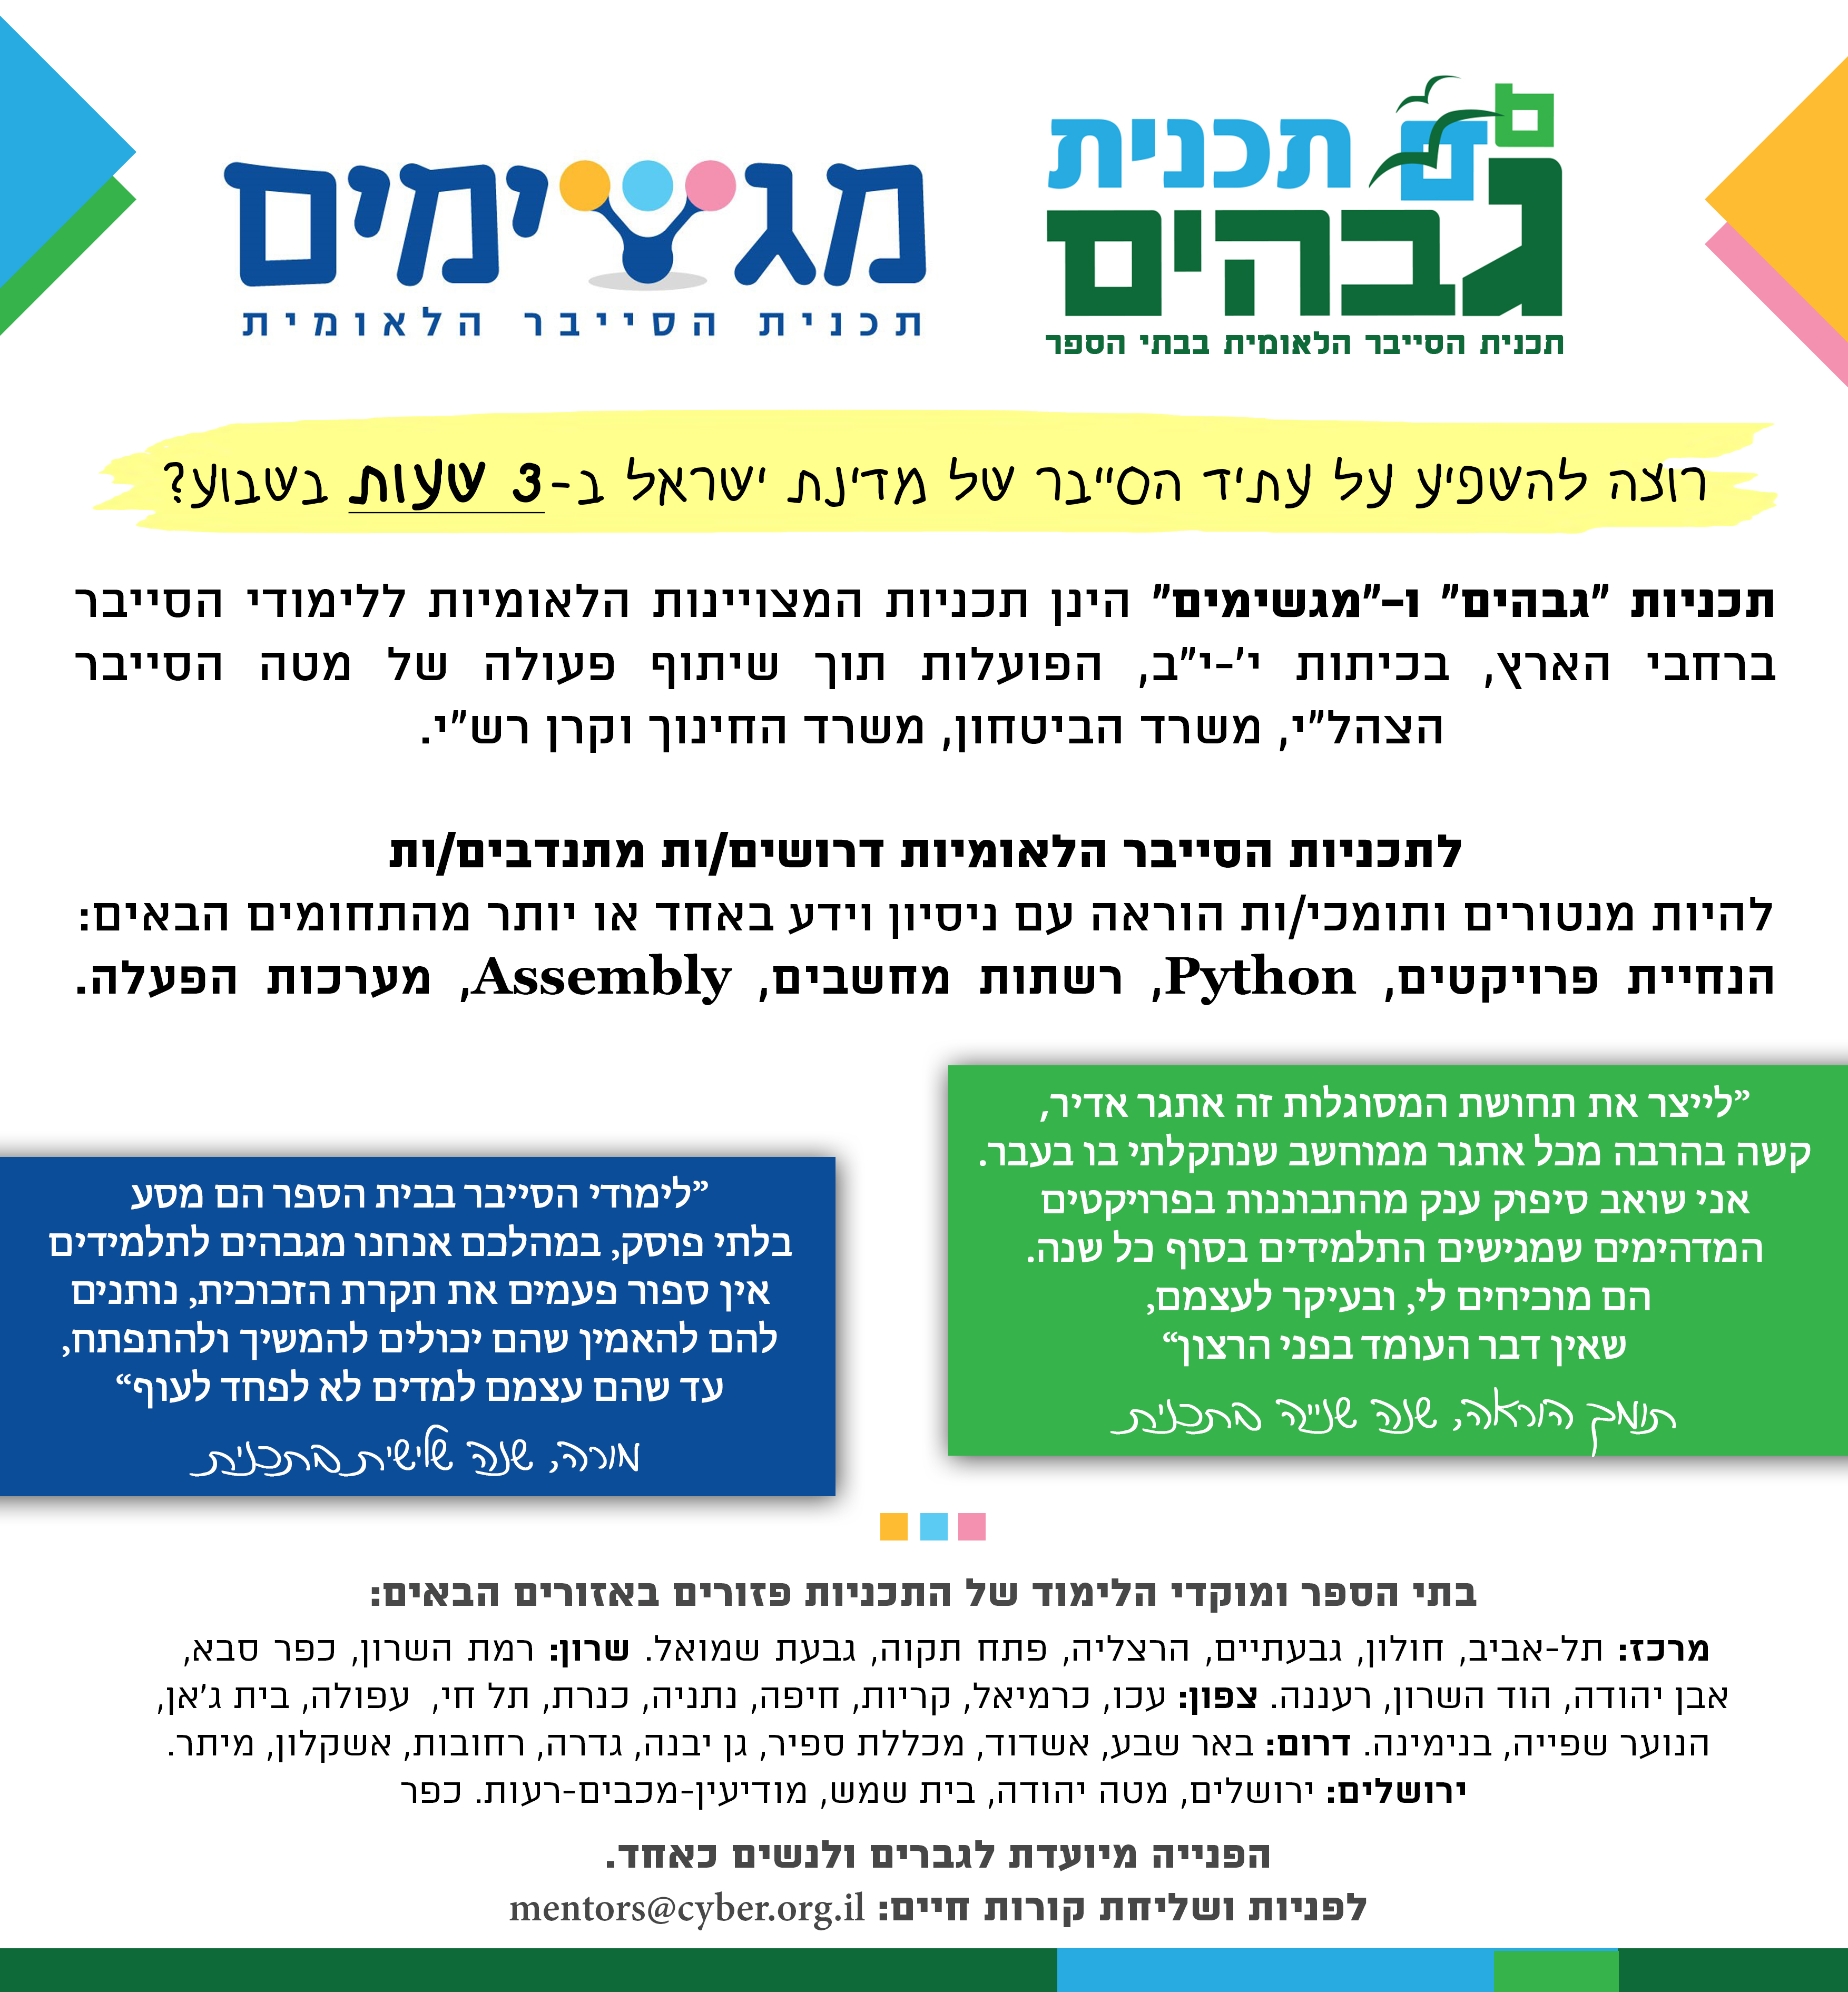 תכנית
גבהים
תכנית הסייבר הלאומית בבתי הספר
מגשימים
תכנית הסייבר הלאומית
רוצה להשפיע על עתיד הסייבר של מדינת ישראל ב-3 שעות בשבוע?
תכניות "גבהים" ו-"מגשימים" הינן תכניות המצויינות הלאומיות ללימודי הסייבר
ברחבי הארץ, בכיתות י'-י"ב, הפועלות תוך שיתוף פעולה של מטה הסייבר
הצהל"י, משרד הביטחון, משרד החינוך וקרן רש"י.
לתכניות הסייבר הלאומיות דרושים/ות מתנדבים/ות
להיות מנטורים ותומכי/ות הוראה עם ניסיון וידע באחד או יותר מהתחומים הבאים:
הנחיית פרויקטים, Python, רשתות מחשבים, Assembly, מערכות הפעלה.
”לייצר את תחושת המסוגלות זה אתגר אדיר,
קשה בהרבה מכל אתגר ממוחשב שנתקלתי בו בעבר.
אני שואב סיפוק ענק מהתבוננות בפרויקטים
המדהימים שמגישים התלמידים בסוף כל שנה.
הם מוכיחים לי, ובעיקר לעצמם,
שאין דבר העומד בפני הרצון“
תומך הוראה, שנה שנייה בתכנית
”לימודי הסייבר בבית הספר הם מסע
בלתי פוסק, במהלכם אנחנו מגבהים לתלמידים
אין ספור פעמים את תקרת הזכוכית, נותנים
להם להאמין שהם יכולים להמשיך ולהתפתח,
עד שהם עצמם למדים לא לפחד לעוף“
מורה, שנה שלישית בתכנית
בתי הספר ומוקדי הלימוד של התכניות פזורים באזורים הבאים:
מרכז: תל-אביב, חולון, גבעתיים, הרצליה, פתח תקוה, גבעת שמואל. שרון: רמת השרון, כפר סבא,
אבן יהודה, הוד השרון, רעננה. צפון: עכו, כרמיאל, קריות, חיפה, נתניה, כנרת, תל חי, עפולה, בית ג'אן,
הנוער שפייה, בנימינה. דרום: באר שבע, אשדוד, מכללת ספיר, גן יבנה, גדרה, רחובות, אשקלון, מיתר.
ירושלים: ירושלים, מטה יהודה, בית שמש, מודיעין-מכבים-רעות. כפר
הפנייה מיועדת לגברים ולנשים כאחד.
לפניות ושליחת קורות חיים: mentors@cyber.org.il